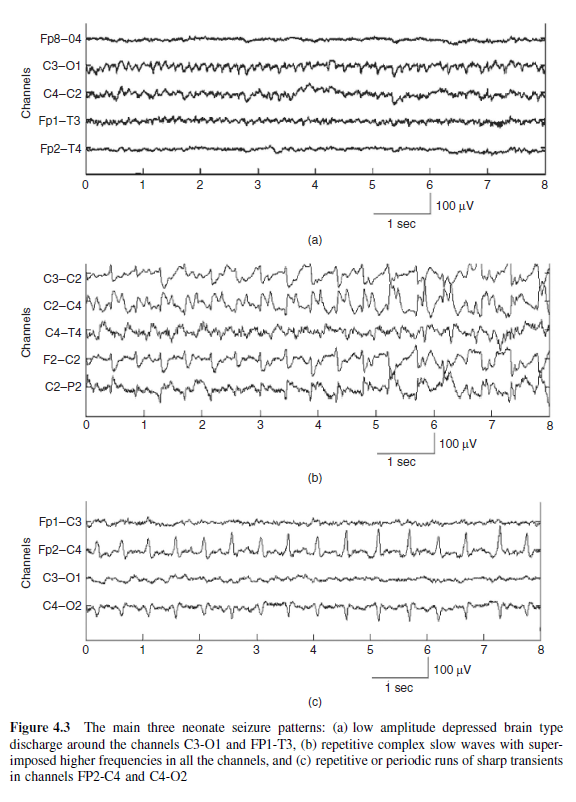 Fp8–04
C3–O1
C4–C2
Fp1–T3
Fp2–T4
Channels
0 1 2 3 4 5 6 7 8
100 μV
1 sec
(a)
C3–C2
C2–C4
C4–T4
F2–C2
C2–P2
Channels
0 1 2 3 4 5 6 7 8
100 μV
1 sec
(b)
Fp1–C3
Fp2–C4
C3–O1
C4–O2
Channels
0 1 2 3 4 5 6 7 8
100 μV
1 sec
(c)
Figure 4.3 The main three neonate seizure patterns: (a) low amplitude depressed brain type
discharge around the channels C3-O1 and FP1-T3, (b) repetitive complex slow waves with super-
imposed higher frequencies in all the channels, and (c) repetitive or periodic runs of sharp transients
in channels FP2-C4 and C4-O2